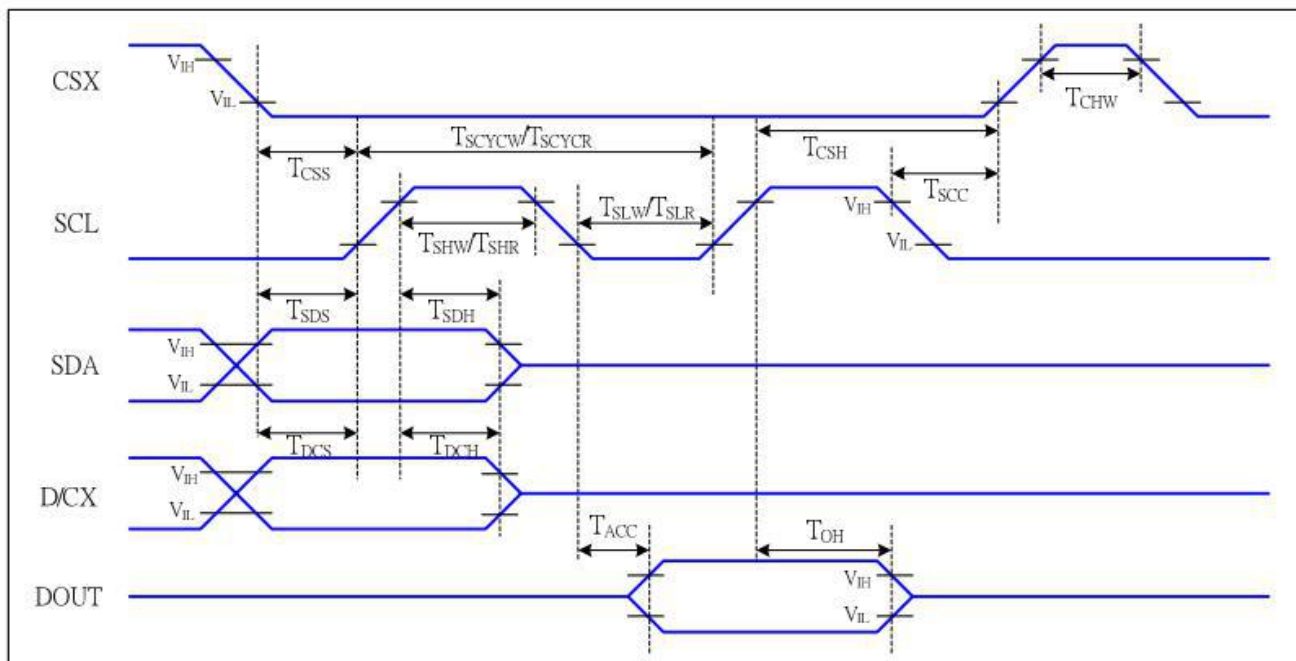 CSX
VIH
VIL
TCHW
TSCYCW/TSCYCR
TCSH
TCSS
TSCC
SCL
TSLW/TSLR
VIH
TSHW/TSHR
VIL
TSDS
TSDH
SDA
VIH
VIL
TDCS
TDCH
D/CX
VIH
VIL
TACC
TOH
DOUT
VIH
VIL